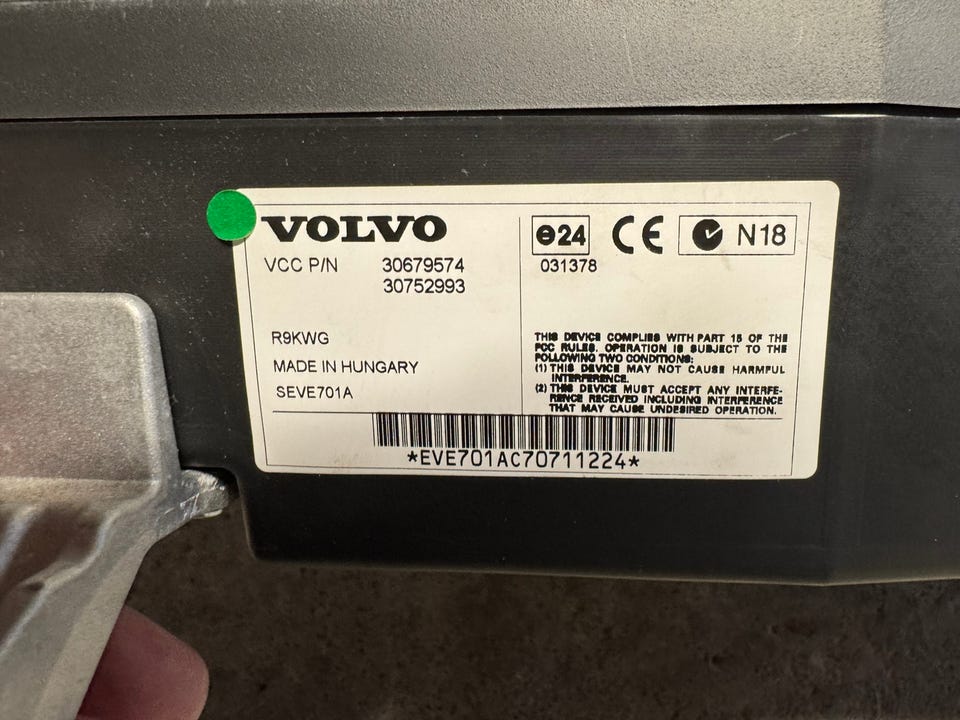 VOLVO
VCC P/N 30679574
30752993
R9KWG
MADE IN HUNGARY
SEVE701A
e24
CE
N18
031378
THIS DEVICE COMPLIES WITH PART 15 OF THE
FCC RULES. OPERATION IS SUBJECT TO THE
FOLLOWING TWO CONDITIONS:
(1) THIS DEVICE MAY NOT CAUSE HARMFUL
INTERFERENCE.
(2) THIS DEVICE MUST ACCEPT ANY INTERFE-
RENCE RECEIVED INCLUDING INTERFERENCE
THAT MAY CAUSE UNDESIRED OPERATION.
*EVE701AC70711224*